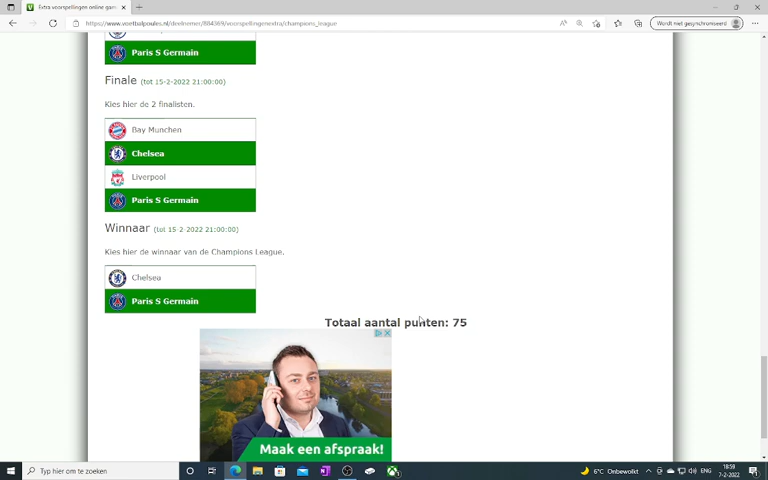 Extra voorspellingen online gam
https://www.voetbalpoules.nl/deelnemer/884369/voorspellingenextra/champions_league
Wordt niet gesynchroniseerd
Paris S Germain
Finale (tot 15-2-2022 21:00:00)
Kies hier de 2 finalisten.
Bay Munchen
Chelsea
Liverpool
Paris S Germain
Winnaar (tot 15-2-2022 21:00:00)
Kies hier de winnaar van de Champions League.
Chelsea
Paris S Germain
Totaal aantal punten: 75
Maak een afspraak!
Typ hier om te zoeken
6°C Onbewolkt
ENG
18:59
7-2-2022